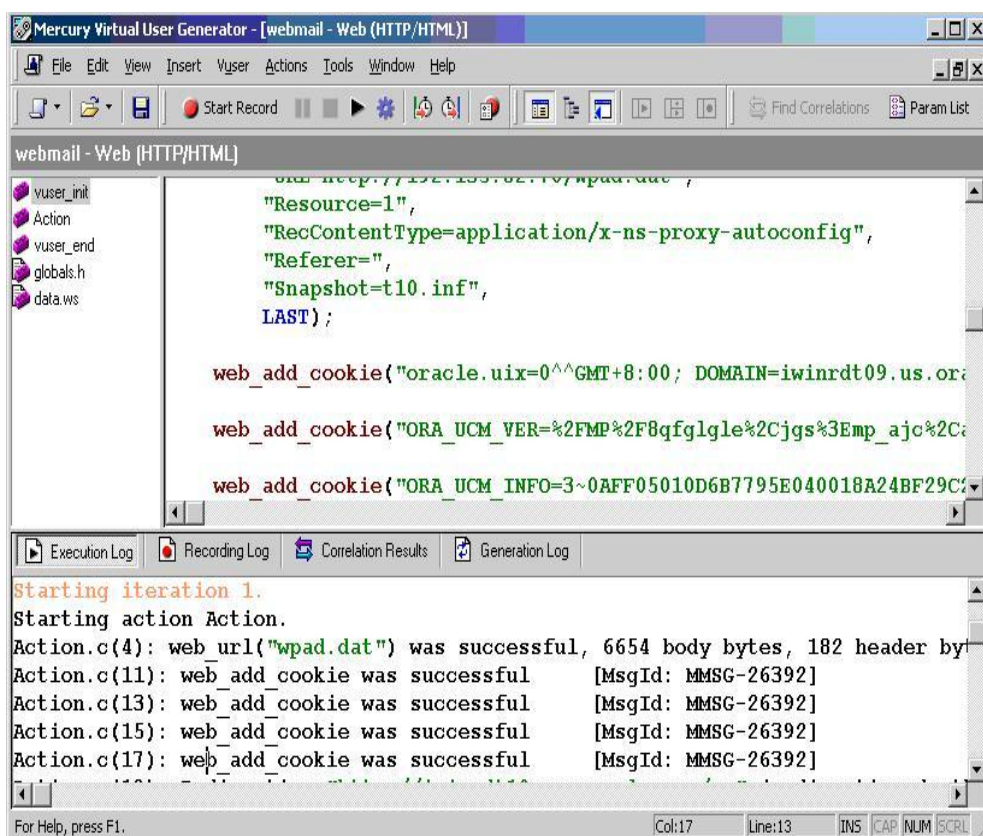 Mercury Virtual User Generator - [webmail - Web (HTTP/HTML)]
File Edit View Insert Vuser Actions Tools Window Help
Start Record Find Correlations Param List
webmail - Web (HTTP/HTML)
vuser_init
Action
vuser_end
globals.h
data.ws
"Resource=1",
"RecContentType=application/x-ns-proxy-autoconfig",
"Referer=",
"Snapshot=t10.inf",
LAST);
web_add_cookie("oracle.uix=0^^GMT+8:00; DOMAIN=iwinrdt09.us.ora
web_add_cookie("ORA_UCM_VER=%2FMP%2F8qfglgle%2Cjgs%3Emp_ajc%2Ca
web_add_cookie("ORA_UCM_INFO=3~0AFF05010D6B7795E040018A24BF29C2
Execution Log Recording Log Correlation Results Generation Log
Starting iteration 1.
Starting action Action.
Action.c(4): web_url("wpad.dat") was successful, 6654 body bytes, 182 header byt
Action.c(11): web_add_cookie was successful [MsgId: MMSG-26392]
Action.c(13): web_add_cookie was successful [MsgId: MMSG-26392]
Action.c(15): web_add_cookie was successful [MsgId: MMSG-26392]
Action.c(17): web_add_cookie was successful [MsgId: MMSG-26392]
For Help, press F1. Col:17 Line:13 INS CAP NUM SCRL